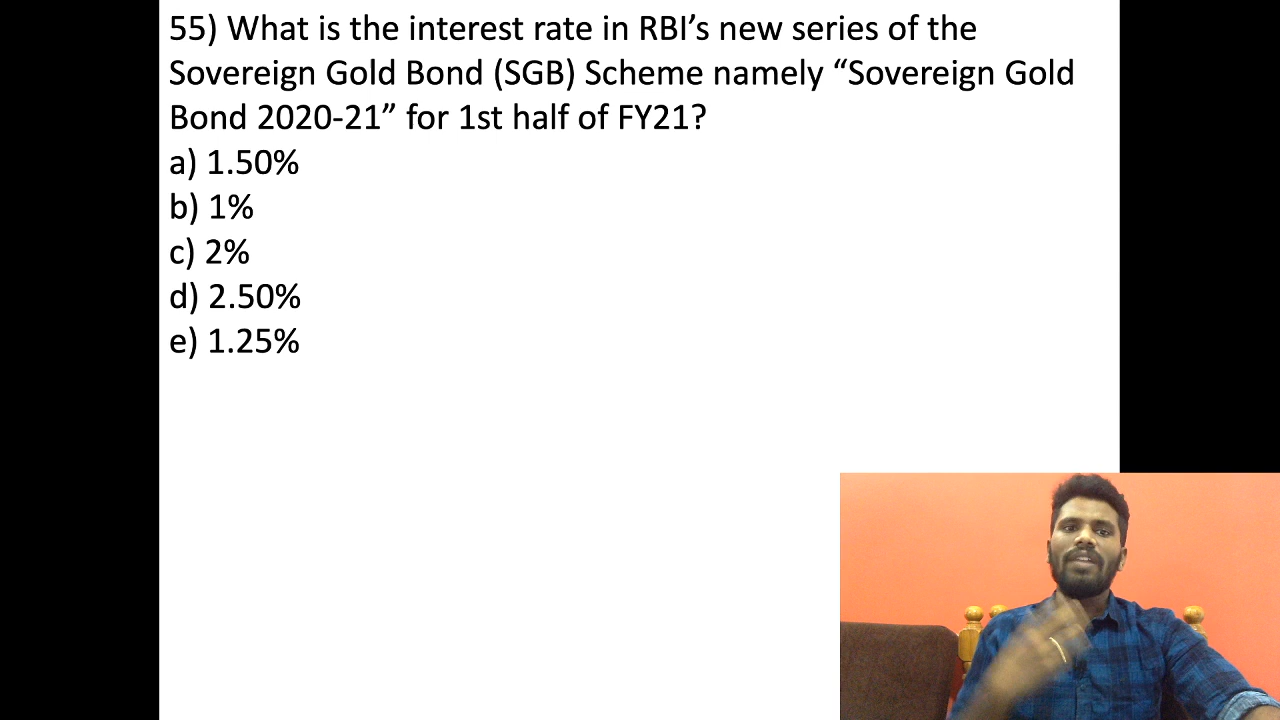 55) What is the interest rate in RBI’s new series of the
Sovereign Gold Bond (SGB) Scheme namely “Sovereign Gold
Bond 2020-21” for 1st half of FY21?
a) 1.50%
b) 1%
c) 2%
d) 2.50%
e) 1.25%